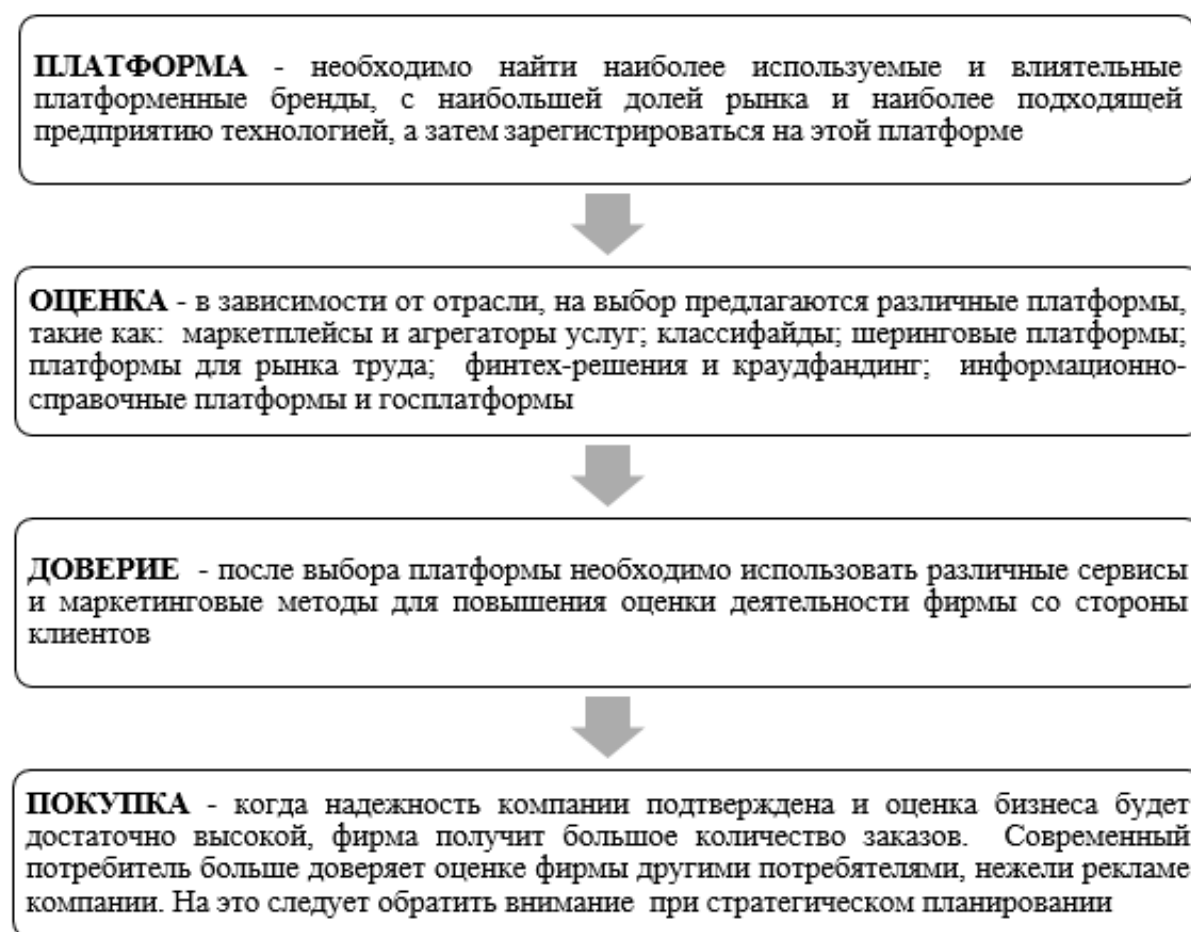 ПЛАТФОРМА - необходимо найти наиболее используемые и влиятельные
платформенные бренды, с наибольшей долей рынка и наиболее подходящей
предприятию технологией, а затем зарегистрироваться на этой платформе
ОЦЕНКА - в зависимости от отрасли, на выбор предлагаются различные платформы,
такие как: маркетплейсы и агрегаторы услуг; классифайды; шеринговые платформы;
платформы для рынка труда; финтех-решения и краудфандинг; информационно-
справочные платформы и госплатформы
ДОВЕРИЕ - после выбора платформы необходимо использовать различные сервисы
и маркетинговые методы для повышения оценки деятельности фирмы со стороны
клиентов
ПОКУПКА - когда надежность компании подтверждена и оценка бизнеса будет
достаточно высокой, фирма получит большое количество заказов. Современный
потребитель больше доверяет оценке фирмы другими потребятелями, нежели рекламе
компании. На это следует обратить внимание при стратегическом планировании